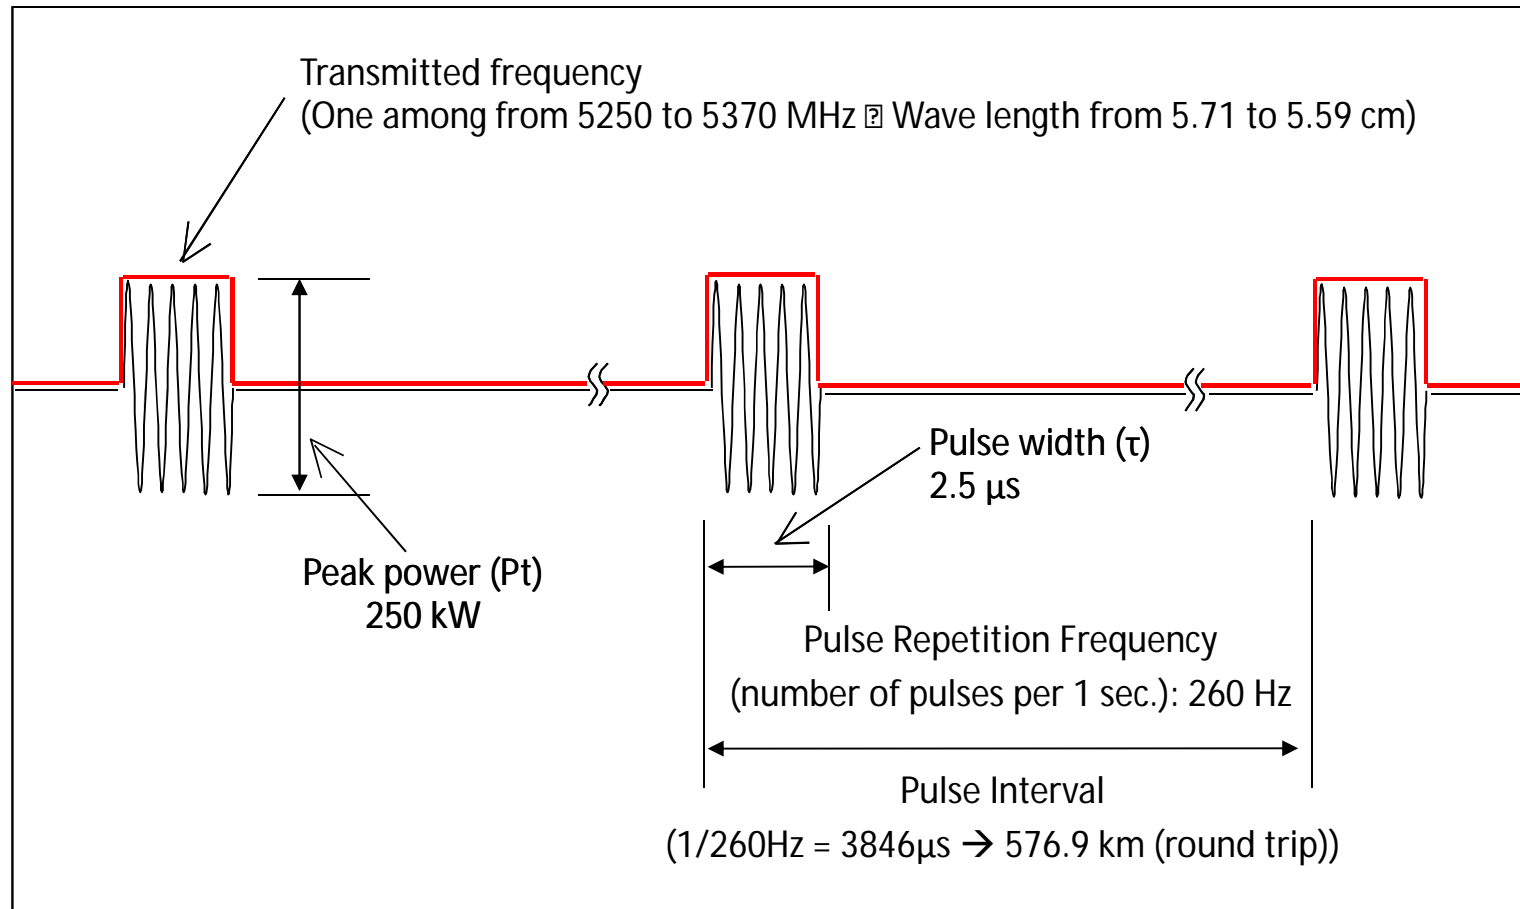 Transmitted frequency
(One among from 5250 to 5370 MHz � Wave length from 5.71 to 5.59 cm)
Pulse width (τ)
2.5 µs
Peak power (Pt)
250 kW
Pulse Repetition Frequency
(number of pulses per 1 sec.): 260 Hz
Pulse Interval
(1/260Hz = 3846µs → 576.9 km (round trip))